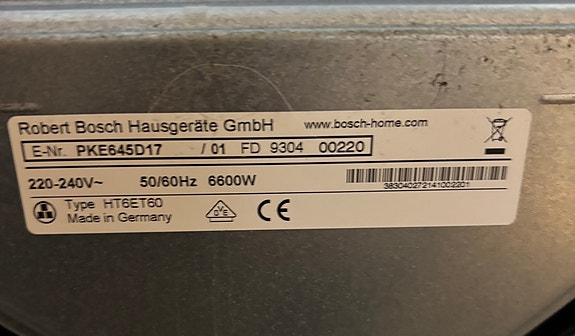 Robert Bosch Hausgeräte GmbH www.bosch-home.com
E-Nr. PKE645D17 / 01 FD 9304 00220
220-240V~ 50/60Hz 6600W
383040272141002201
Type HT6ET60
Made in Germany
VDE CE